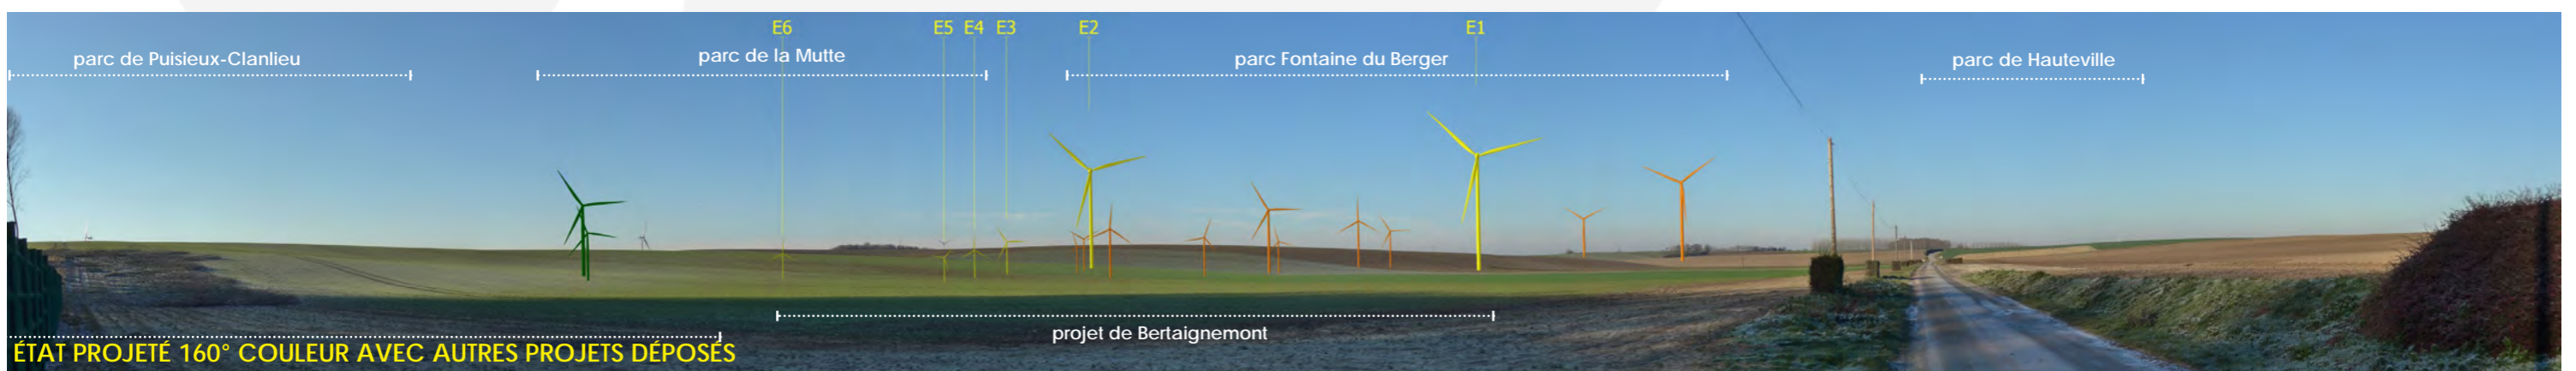 E6
E5 E4 E3
E2
E1
parc de Puisieux-Clanlieu
parc de la Mutte
parc Fontaine du Berger
parc de Hauteville
projet de Bertaignemont
ÉTAT PROJETÉ 160° COULEUR AVEC AUTRES PROJETS DÉPOSÉS